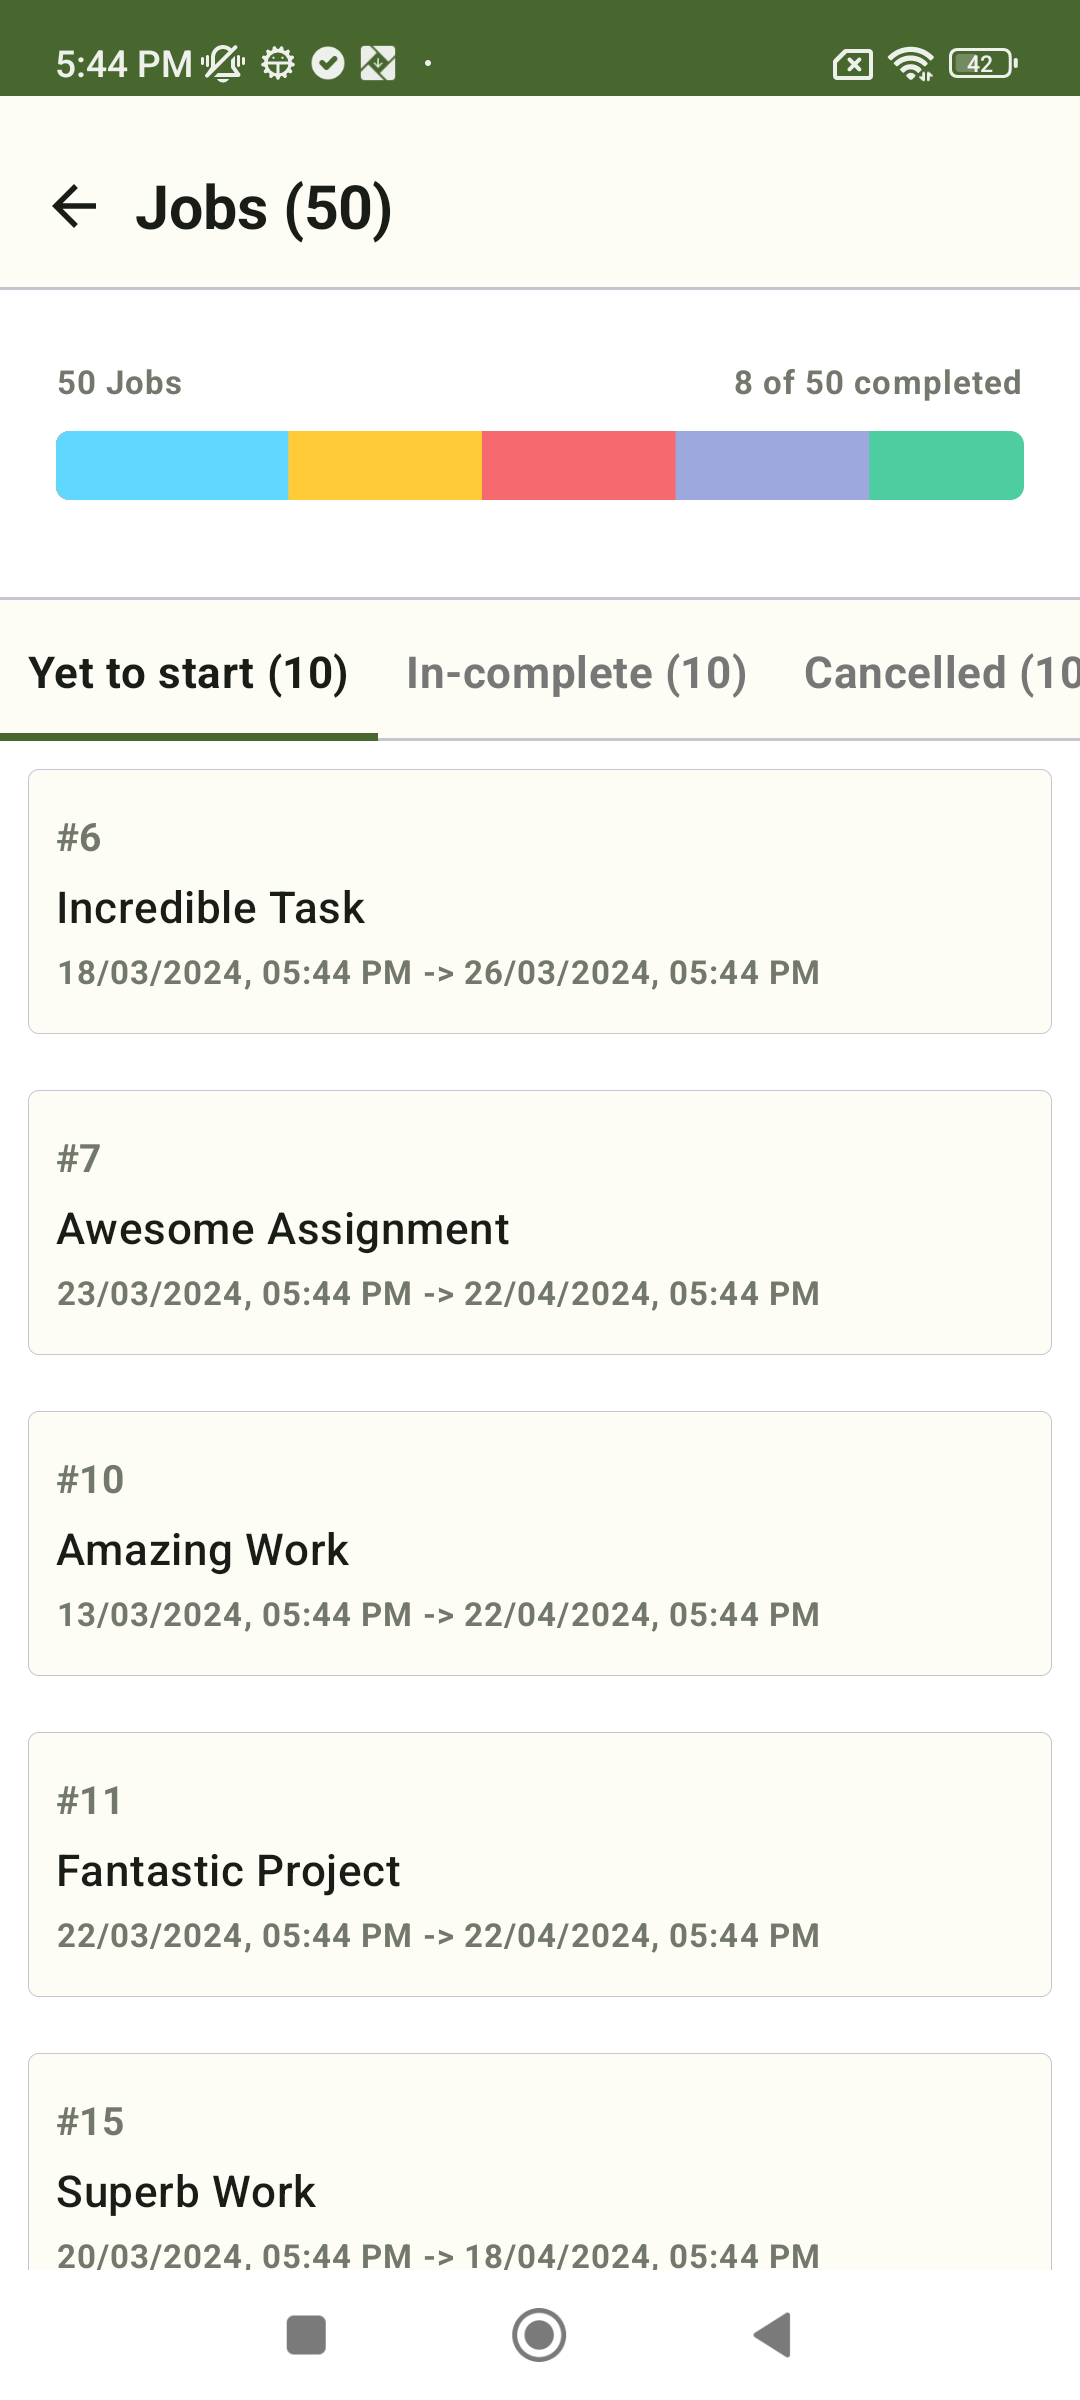 5:44 PM
42
Jobs (50)
50 Jobs
8 of 50 completed
Yet to start (10)
In-complete (10)
Cancelled (10
#6
Incredible Task
18/03/2024, 05:44 PM -> 26/03/2024, 05:44 PM
#7
Awesome Assignment
23/03/2024, 05:44 PM -> 22/04/2024, 05:44 PM
#10
Amazing Work
13/03/2024, 05:44 PM -> 22/04/2024, 05:44 PM
#11
Fantastic Project
22/03/2024, 05:44 PM -> 22/04/2024, 05:44 PM
#15
Superb Work
20/03/2024, 05:44 PM -> 18/04/2024, 05:44 PM